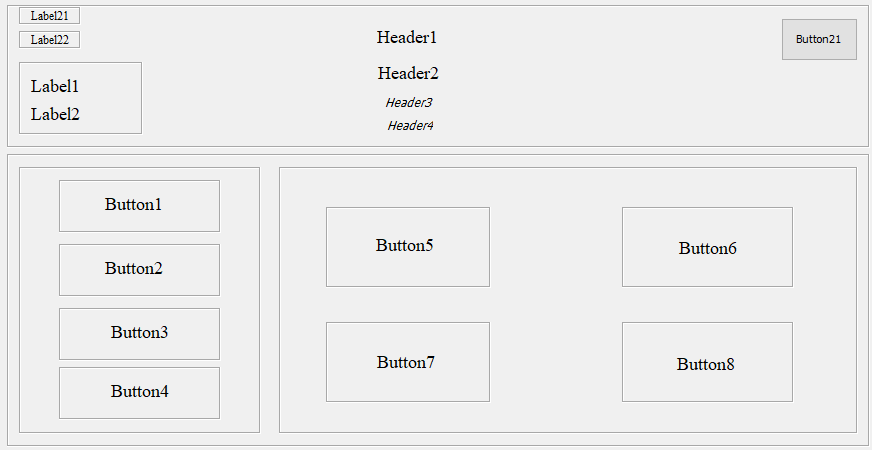 Label21
Label22
Label1
Label2
Header1
Header2
Header3
Header4
Button21
Button1
Button2
Button3
Button4
Button5
Button6
Button7
Button8